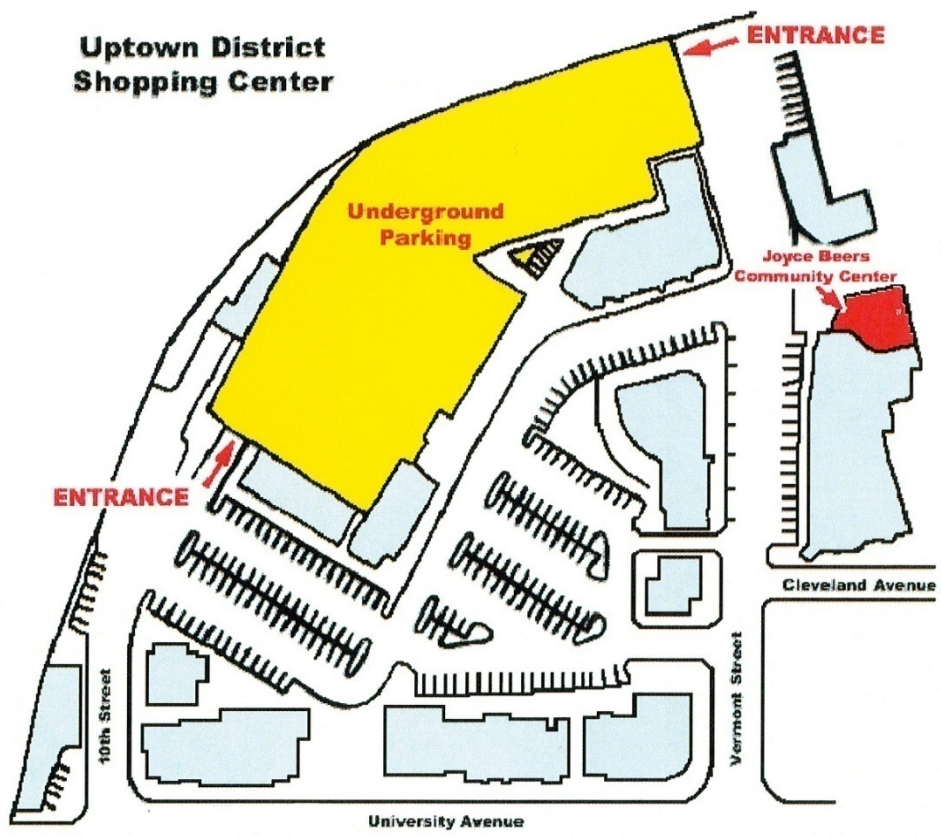 Uptown District
Shopping Center
ENTRANCE
Underground
Parking
Joyce Beers
Community Center
ENTRANCE
Cleveland Avenue
10th Street
Vermont Street
University Avenue